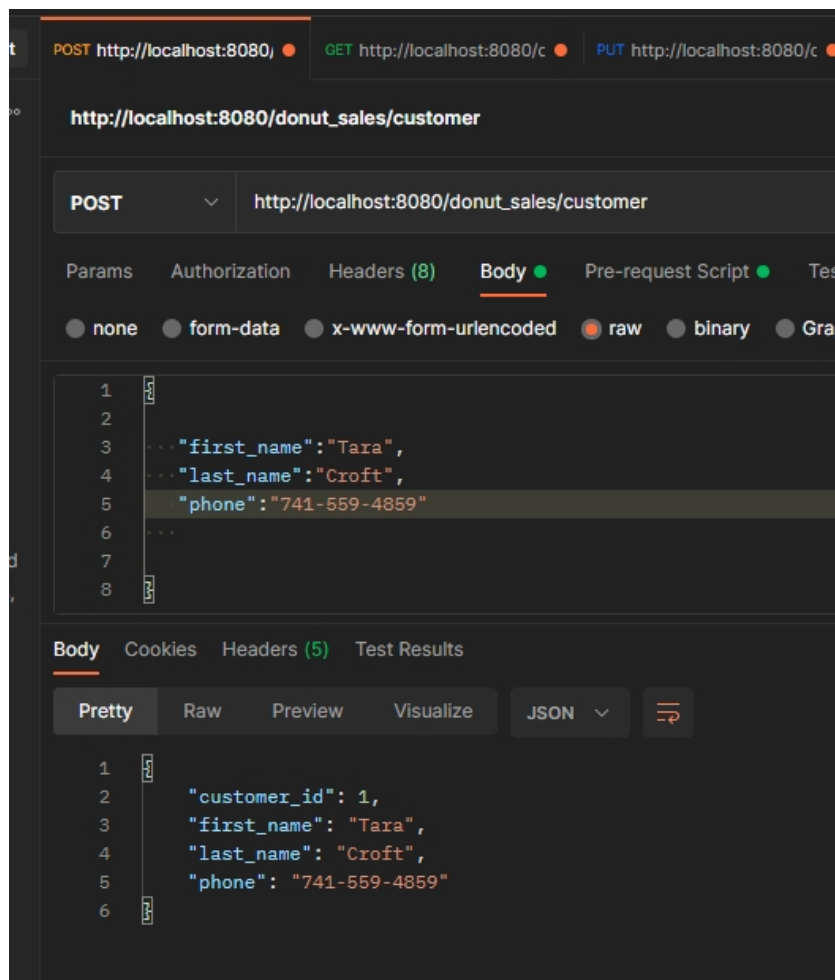 t
POST http://localhost:8080/ GET http://localhost:8080/c PUT http://localhost:8080/c
http://localhost:8080/donut_sales/customer
POST http://localhost:8080/donut_sales/customer
Params Authorization Headers (8) Body Pre-request Script Tes
none form-data x-www-form-urlencoded raw binary Gra
1 {
2
3 "first_name":"Tara",
4 "last_name":"Croft",
5 "phone":"741-559-4859"
6
d
7
,
8 }
Body Cookies Headers (5) Test Results
Pretty Raw Preview Visualize JSON
1 {
2 "customer_id": 1,
3 "first_name": "Tara",
4 "last_name": "Croft",
5 "phone": "741-559-4859"
6 }